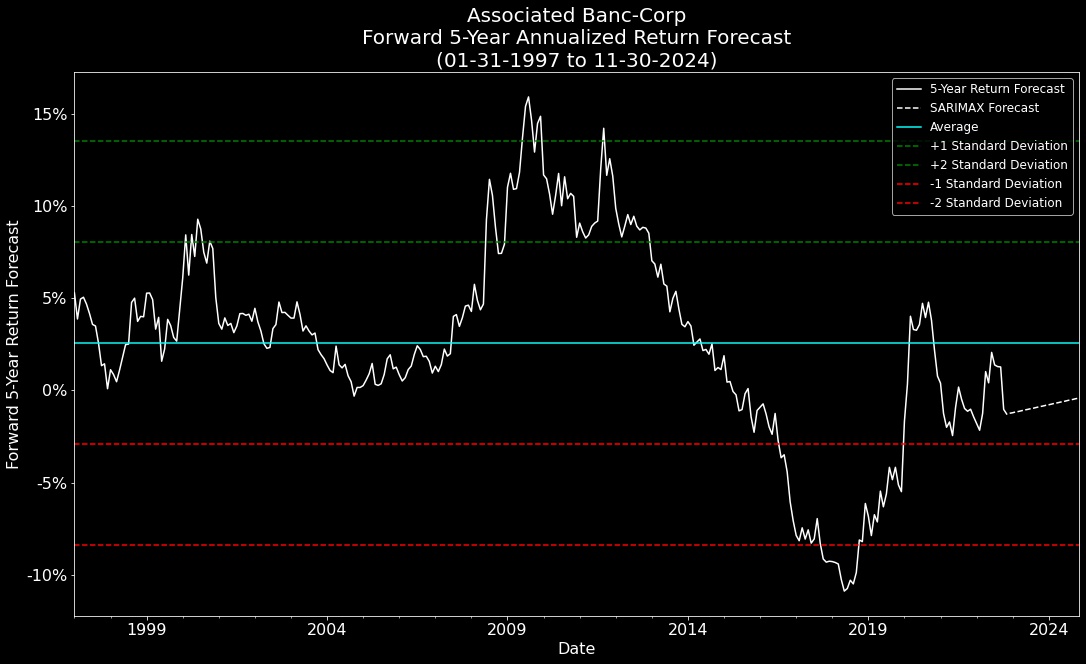 Associated Banc-Corp
Forward 5-Year Annualized Return Forecast
(01-31-1997 to 11-30-2024)
5-Year Return Forecast
SARIMAX Forecast
Average
+1 Standard Deviation
+2 Standard Deviation
-1 Standard Deviation
-2 Standard Deviation
Forward 5-Year Return Forecast
15%
10%
5%
0%
-5%
-10%
1999 2004 2009 2014 2019 2024
Date